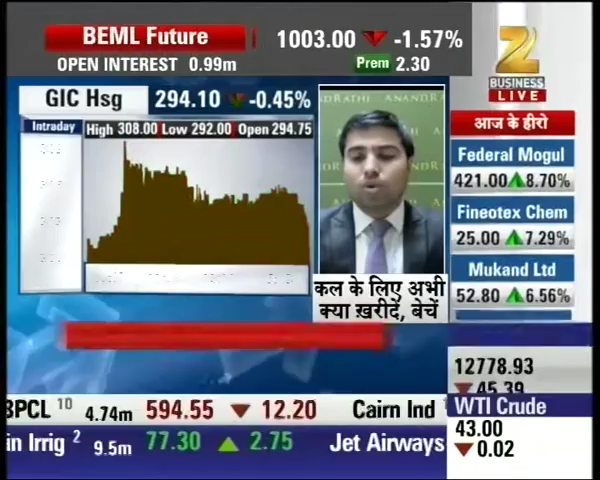 BEML Future
1003.00 -1.57%
OPEN INTEREST 0.99m
Prem 2.30
Z
BUSINESS
LIVE
GIC Hsg 294.10 -0.45%
Intraday High 308.00 Low 292.00 Open 294.75
ANANDRATHI
आज के हीरो
Federal Mogul
421.00 8.70%
Fineotex Chem
25.00 7.29%
Mukand Ltd
52.80 6.56%
कल के लिए अभी
क्या ख़रीदें, बेचें
12778.93
45.39
BPCL 10 4.74m 594.55 12.20 Cairn Ind
WTI Crude
43.00
0.02
in Irrig 2 9.5m 77.30 2.75 Jet Airways